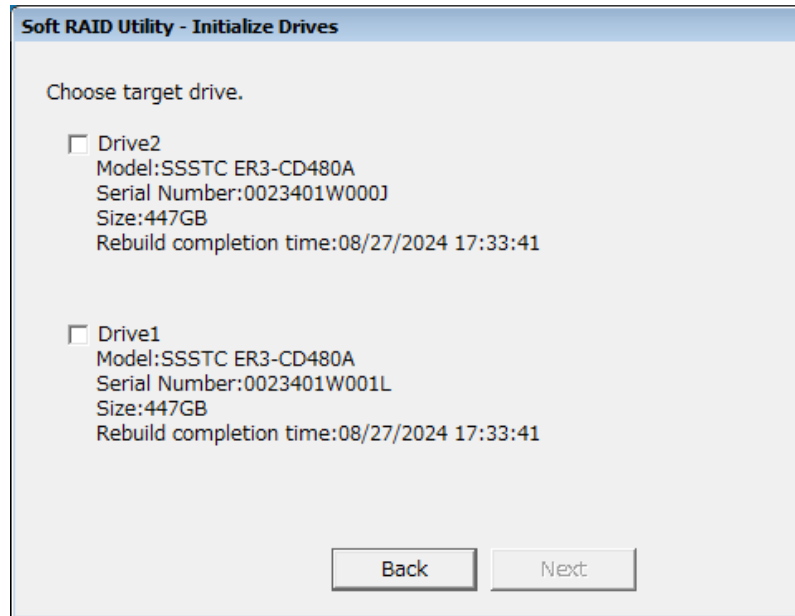 Soft RAID Utility - Initialize Drives
Choose target drive.
Drive2
Model:SSSTC ER3-CD480A
Serial Number:0023401W000J
Size:447GB
Rebuild completion time:08/27/2024 17:33:41
Drive1
Model:SSSTC ER3-CD480A
Serial Number:0023401W001L
Size:447GB
Rebuild completion time:08/27/2024 17:33:41
Back
Next